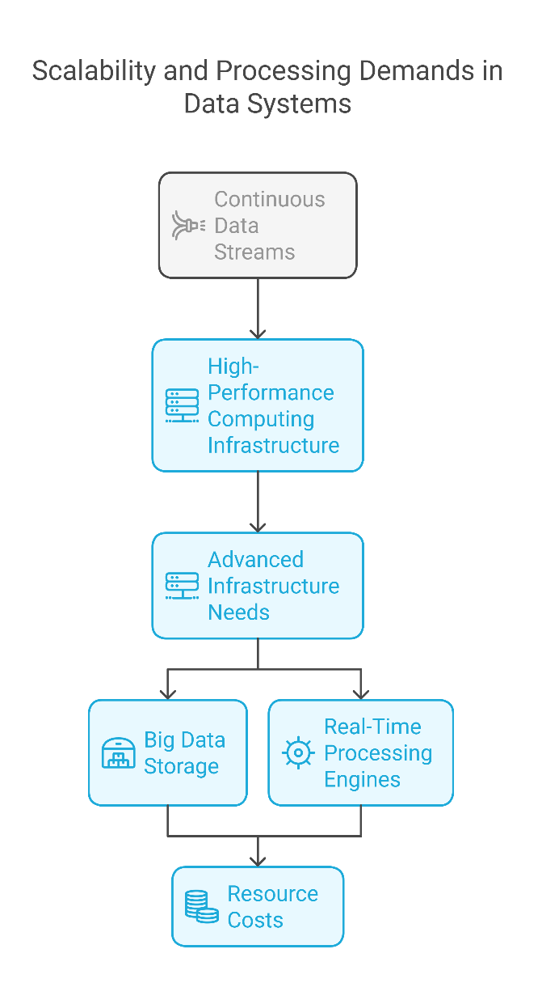 Scalability and Processing Demands in
Data Systems
Continuous
Data
Streams
High-
Performance
Computing
Infrastructure
Advanced
Infrastructure
Needs
Big Data
Storage
Real-Time
Processing
Engines
Resource
Costs